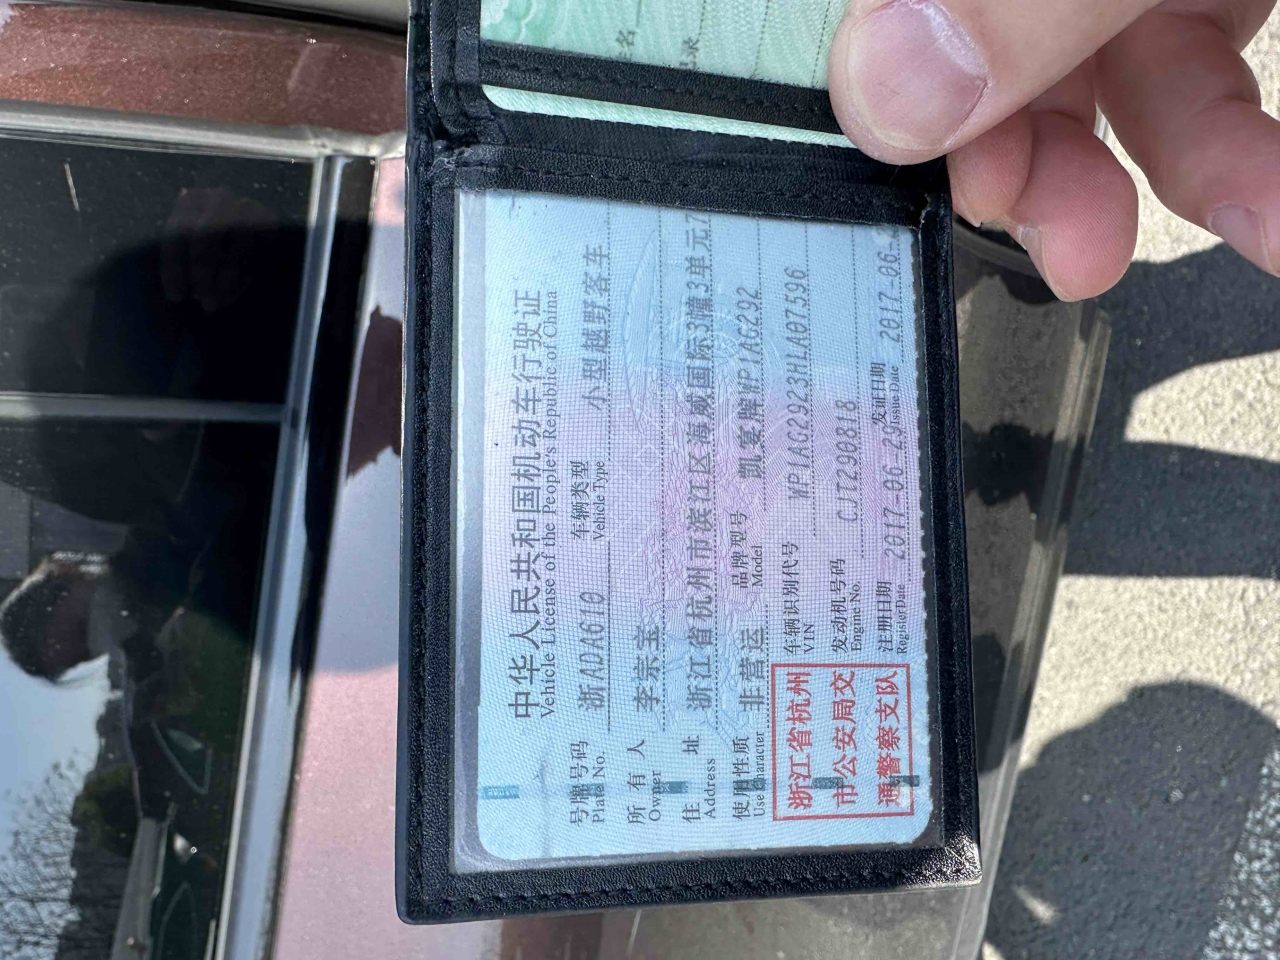 中华人民共和国机动车行驶证
Vehicle License of the People's Republic of China
号牌号码 浙ADA610 车辆类型 小型越野客车
Plate No. Vehicle Type
所有人 李宗宝
Owner
住址 浙江省杭州市滨江区海威国际3幢3单元7
Address
使用性质 非营运 品牌型号 凯宴牌WP1AG292
Use Character Model
浙江省杭州
市公安局交
通警察支队
车辆识别代号 WP1AG2923HLA07596
VIN
发动机号码 CJT290818
Engine No.
注册日期 2017-06-29 发证日期 2017-06-2
Register Date Issue Date